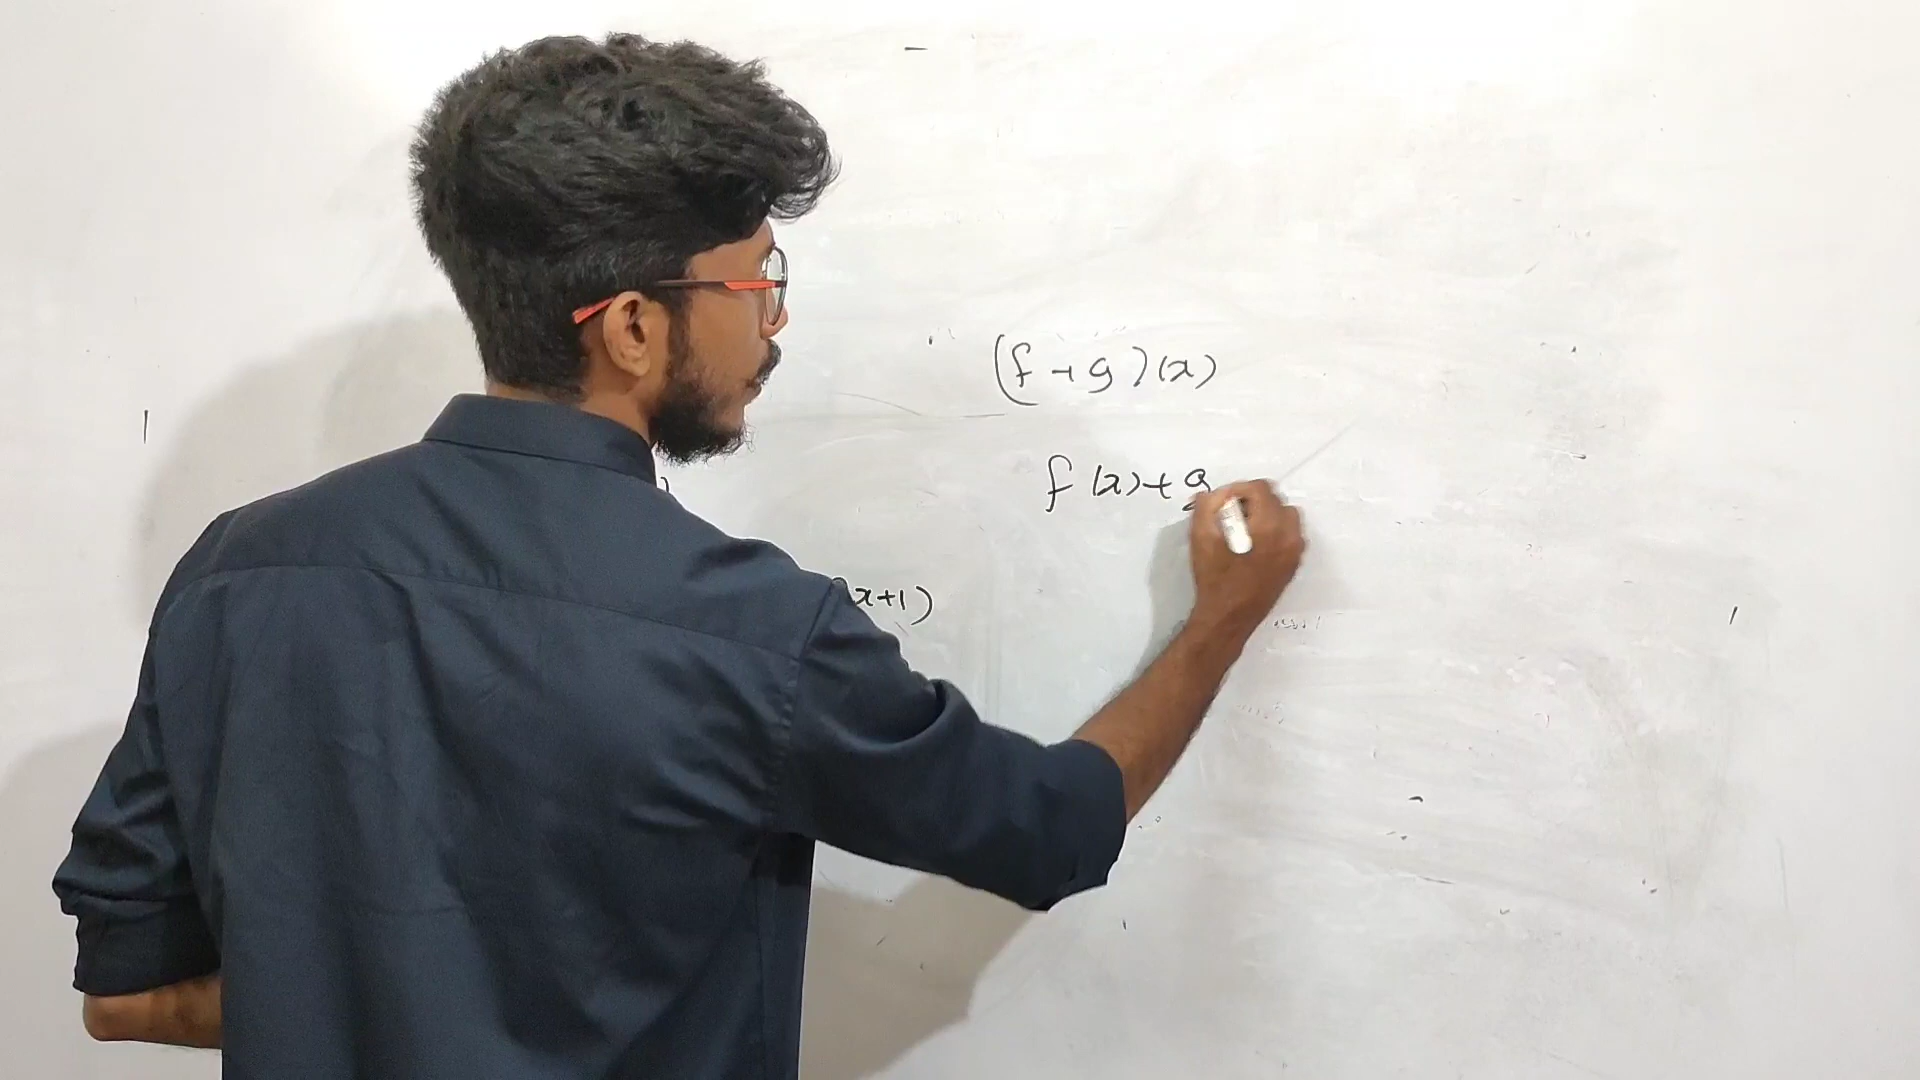 (f+g)(x)
f(x)+g
x+1)